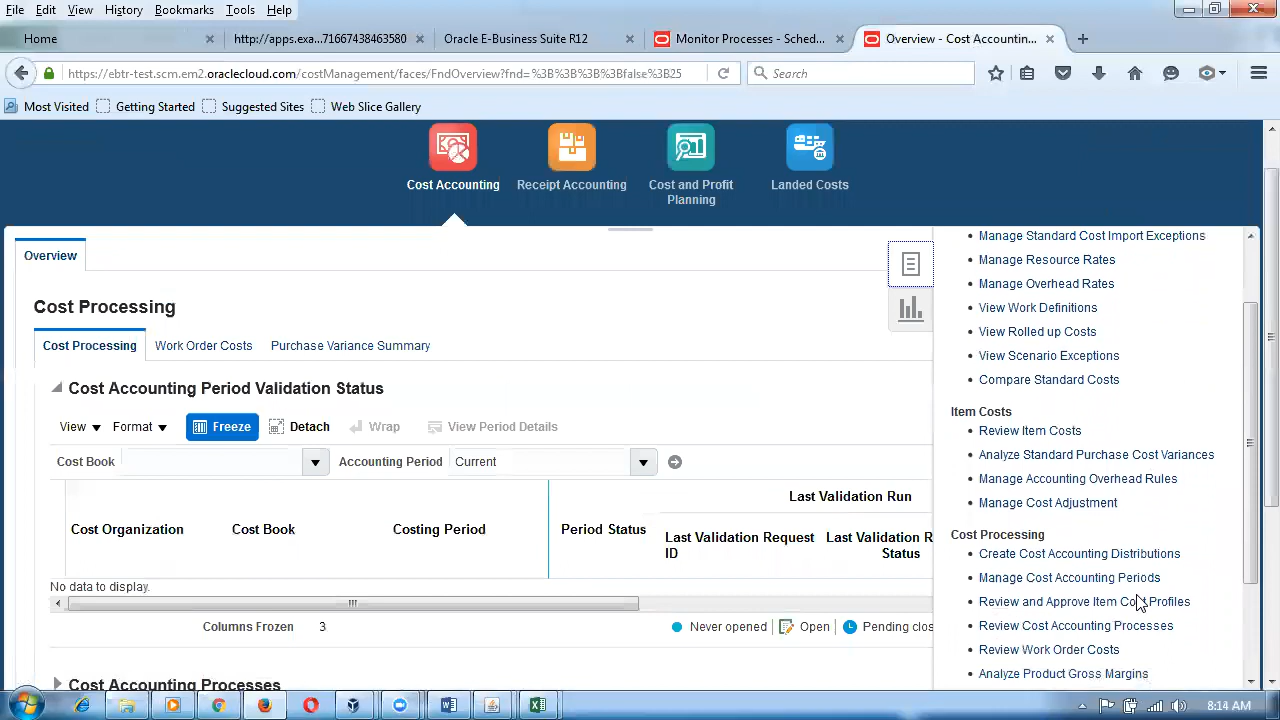 File Edit View History Bookmarks Tools Help
Home http://apps.exa...71667438463580 Oracle E-Business Suite R12 Monitor Processes - Sched... Overview - Cost Accountin...
https://ebtr-test.scm.em2.oraclecloud.com/costManagement/faces/FndOverview?fnd=%3B%3B%3B%3Bfalse%3B25 Search
Most Visited Getting Started Suggested Sites Web Slice Gallery
Cost Accounting Receipt Accounting Cost and Profit Planning Landed Costs
Overview
Cost Processing
Cost Processing Work Order Costs Purchase Variance Summary
Cost Accounting Period Validation Status
View Format Freeze Detach Wrap View Period Details
Cost Book Accounting Period Current
Last Validation Run
Cost Organization Cost Book Costing Period Period Status Last Validation Request ID Last Validation R Status
No data to display.
Columns Frozen 3 Never opened Open Pending clos
Cost Accounting Processes
Manage Standard Cost Import Exceptions
Manage Resource Rates
Manage Overhead Rates
View Work Definitions
View Rolled up Costs
View Scenario Exceptions
Compare Standard Costs
Item Costs
Review Item Costs
Analyze Standard Purchase Cost Variances
Manage Accounting Overhead Rules
Manage Cost Adjustment
Cost Processing
Create Cost Accounting Distributions
Manage Cost Accounting Periods
Review and Approve Item Cost Profiles
Review Cost Accounting Processes
Review Work Order Costs
Analyze Product Gross Margins
8:14 AM